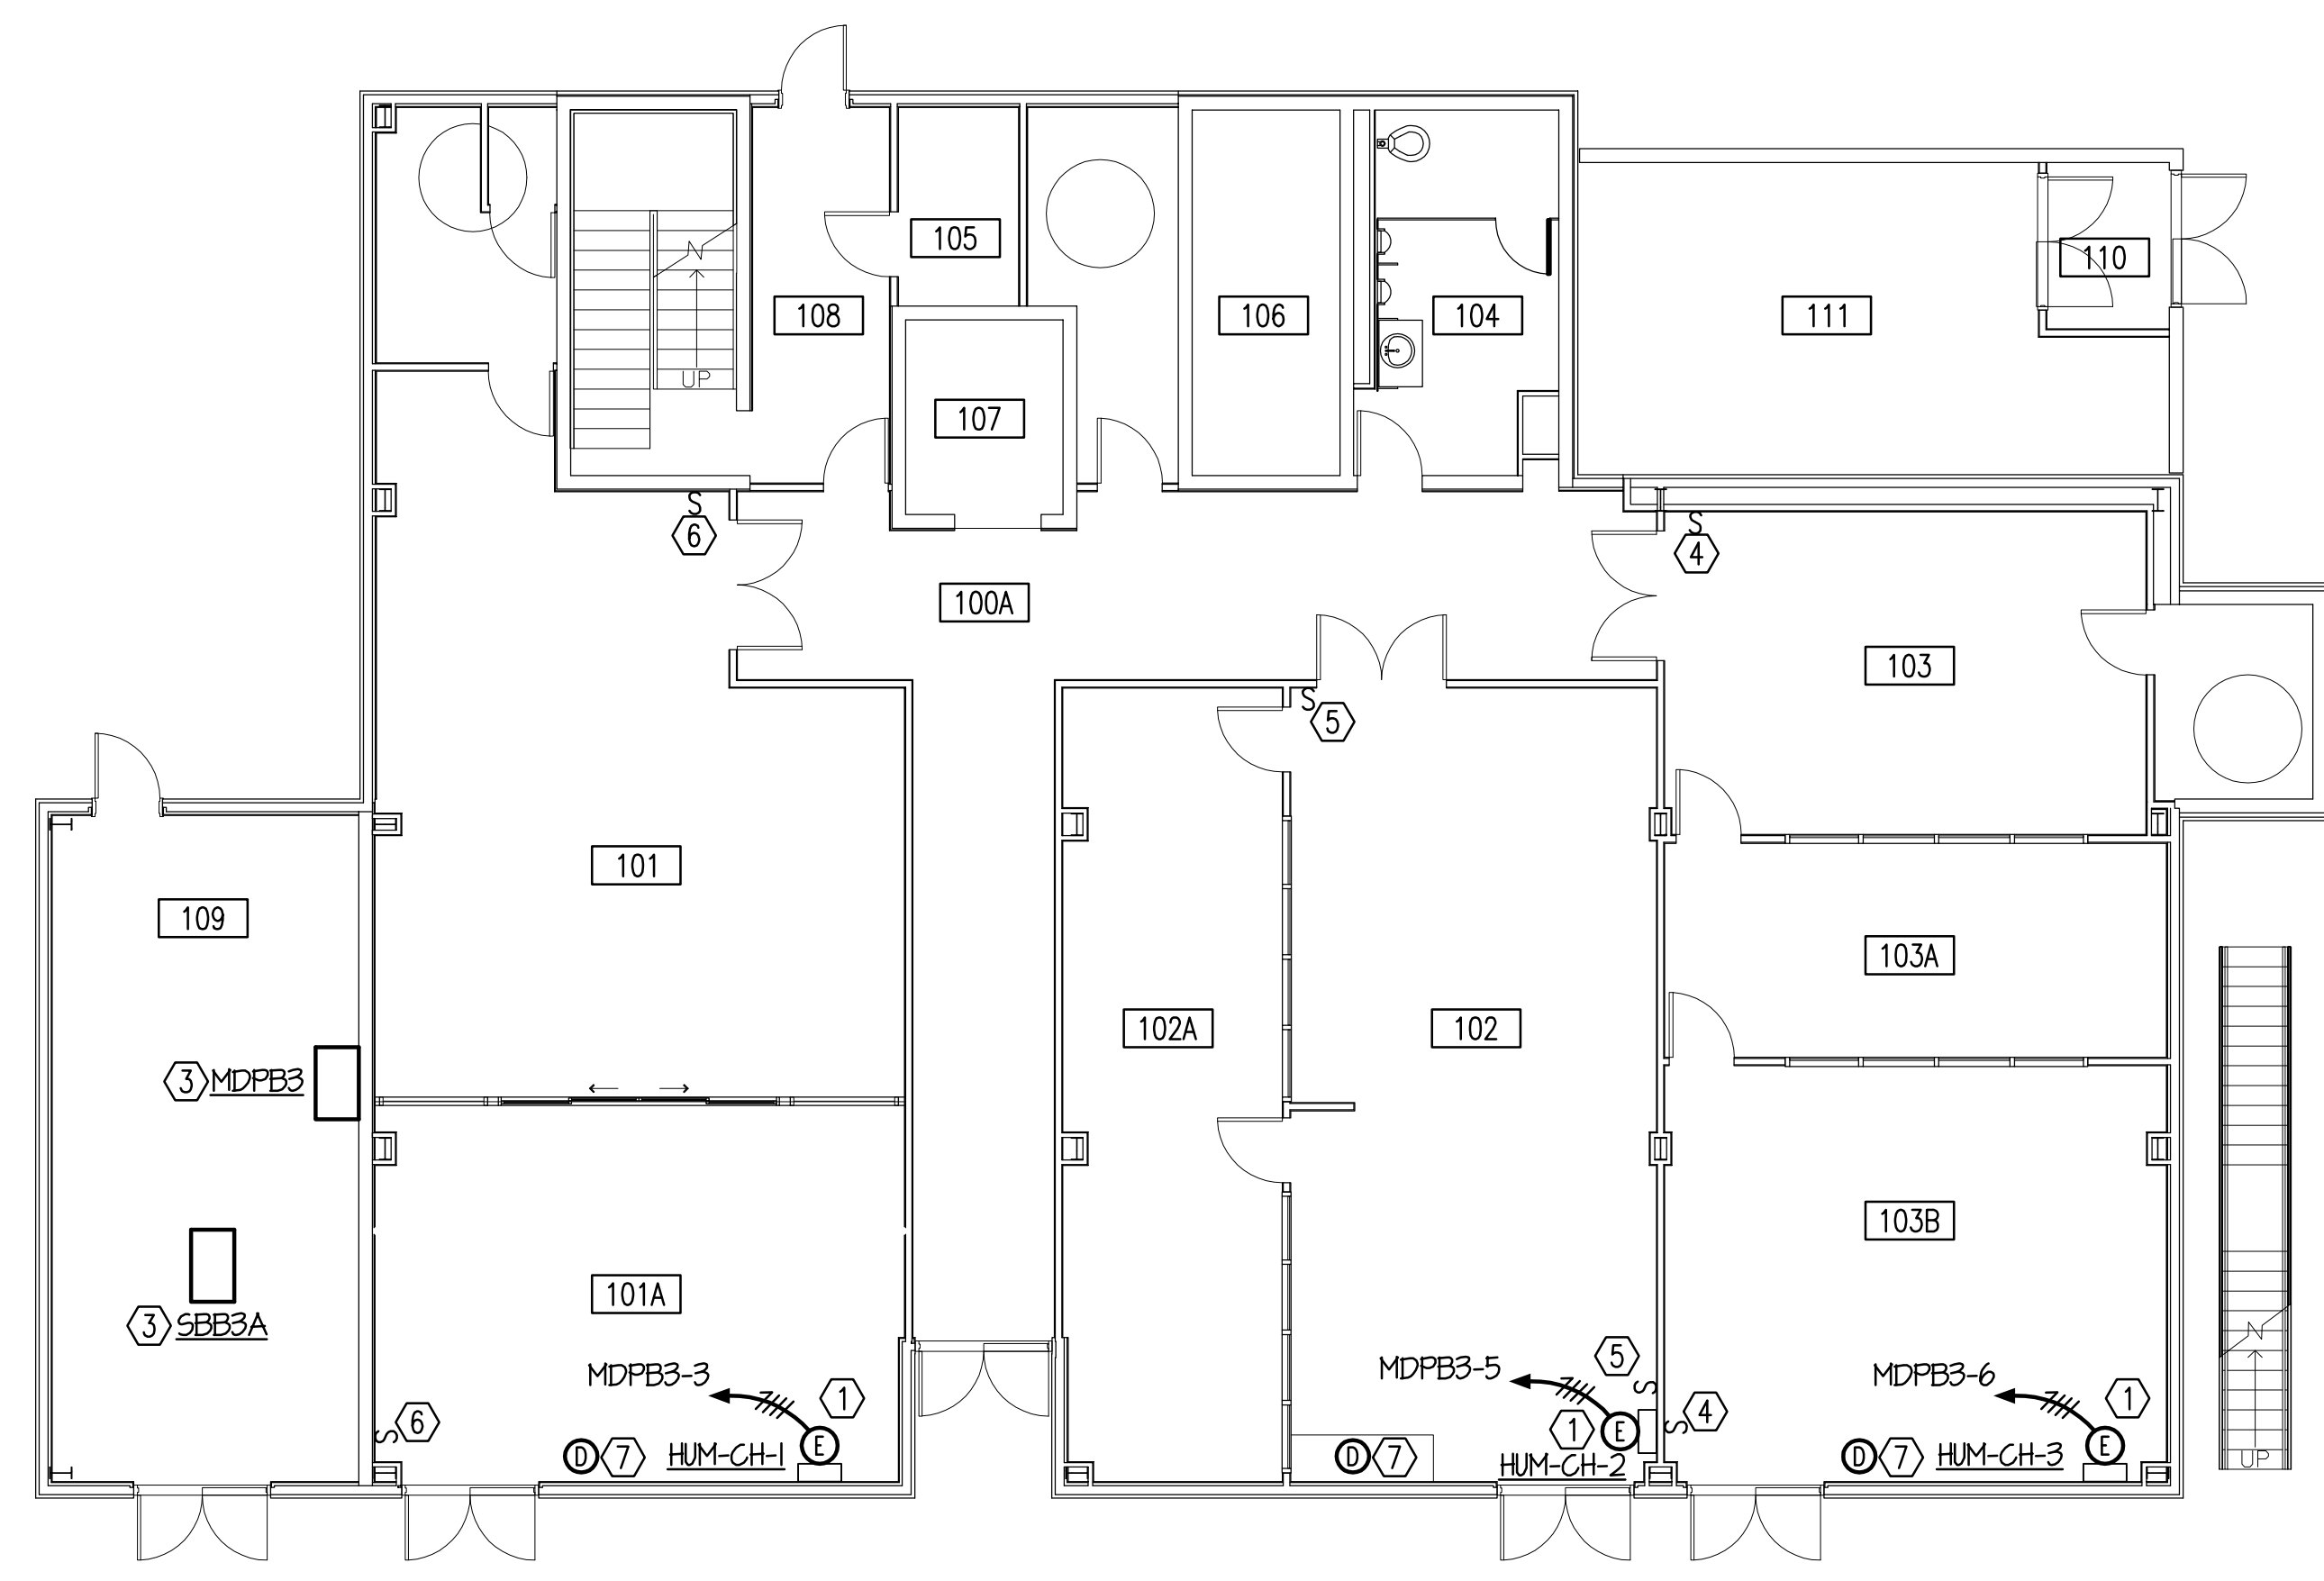 105
110
108
106
104
111
UP
107
S
6
S
4
100A
103
S
5
101
109
103A
102A
102
3 MDPB3
103B
101A
3 SBB3A
MDPB3-3
1
6
S
D 7 HUM-CH-1
E
MDPB3-5
5
S
1
E
D 7
HUM-CH-2
MDPB3-6
1
4
S
D 7 HUM-CH-3
E
UP